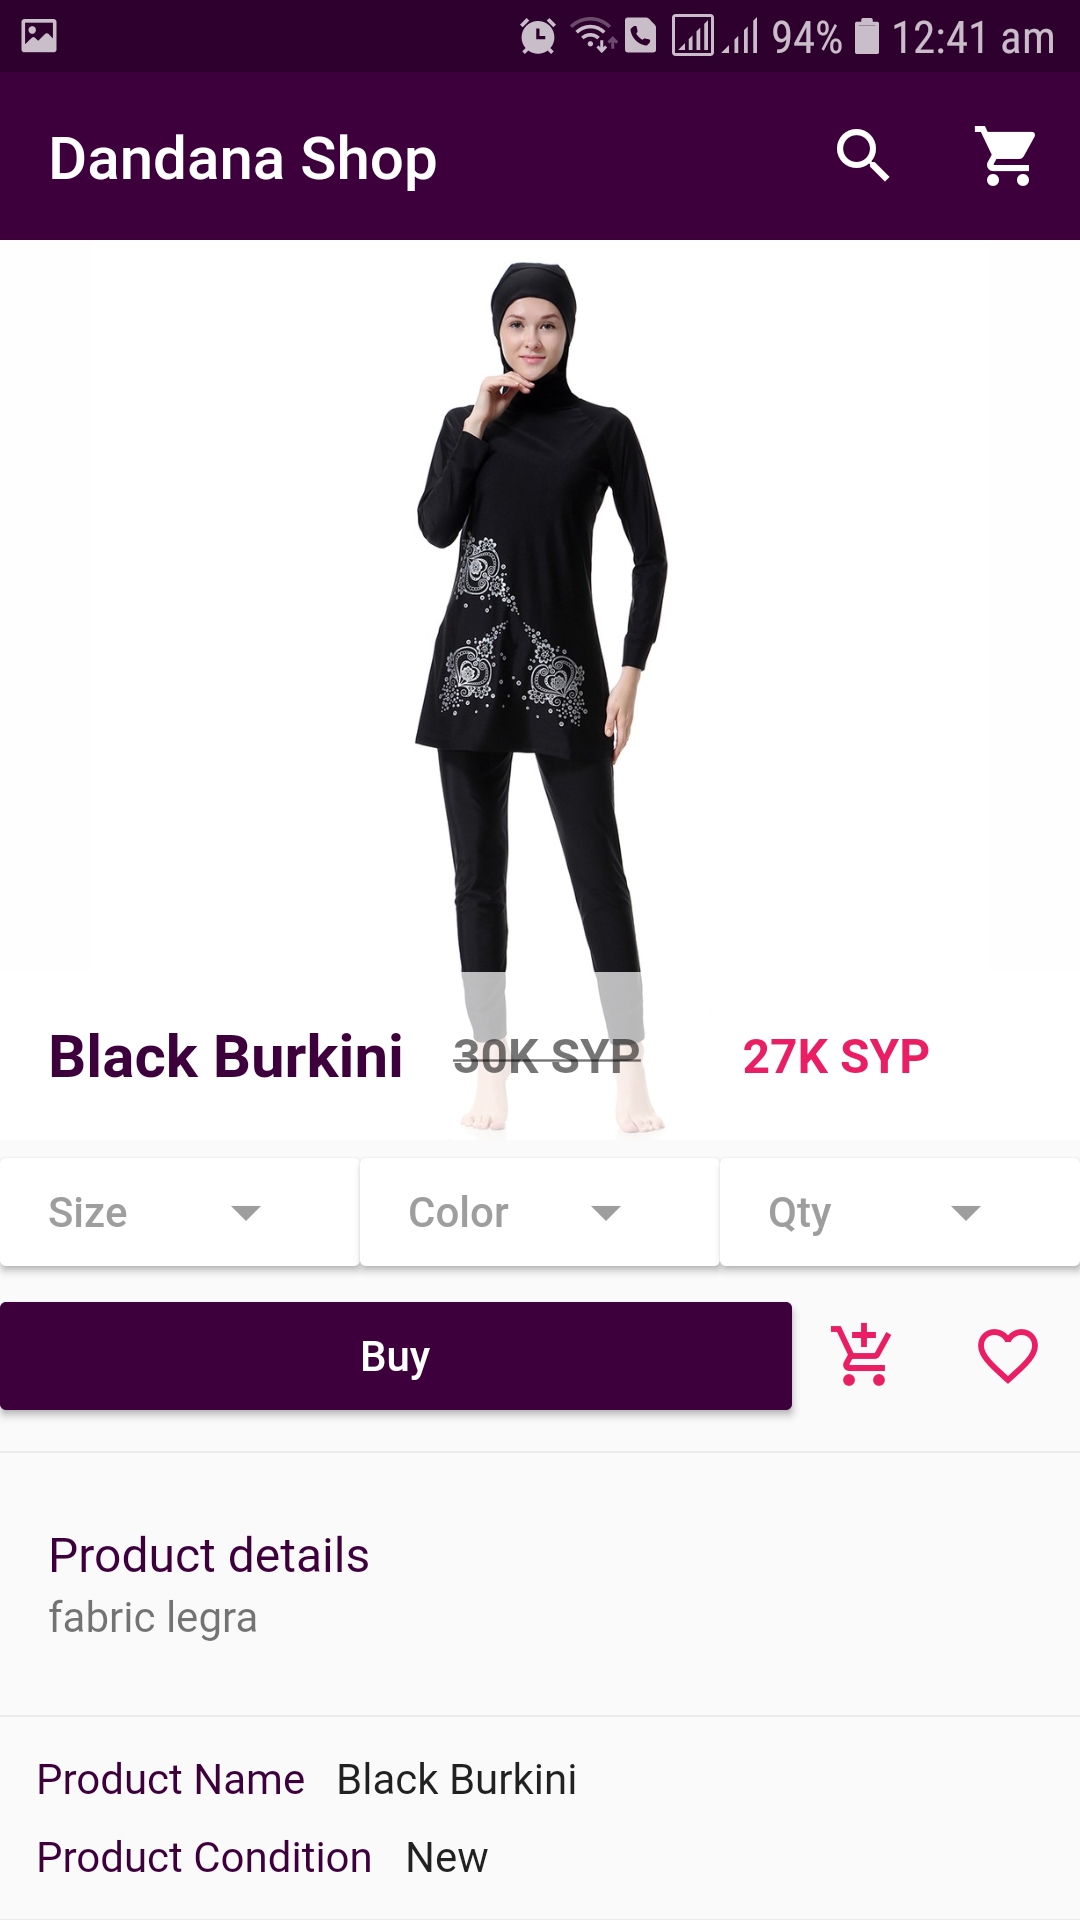 94% 12:41 am
Dandana Shop
Black Burkini 30K SYP 27K SYP
Size Color Qty
Buy
Product details
fabric legra
Product Name Black Burkini
Product Condition New